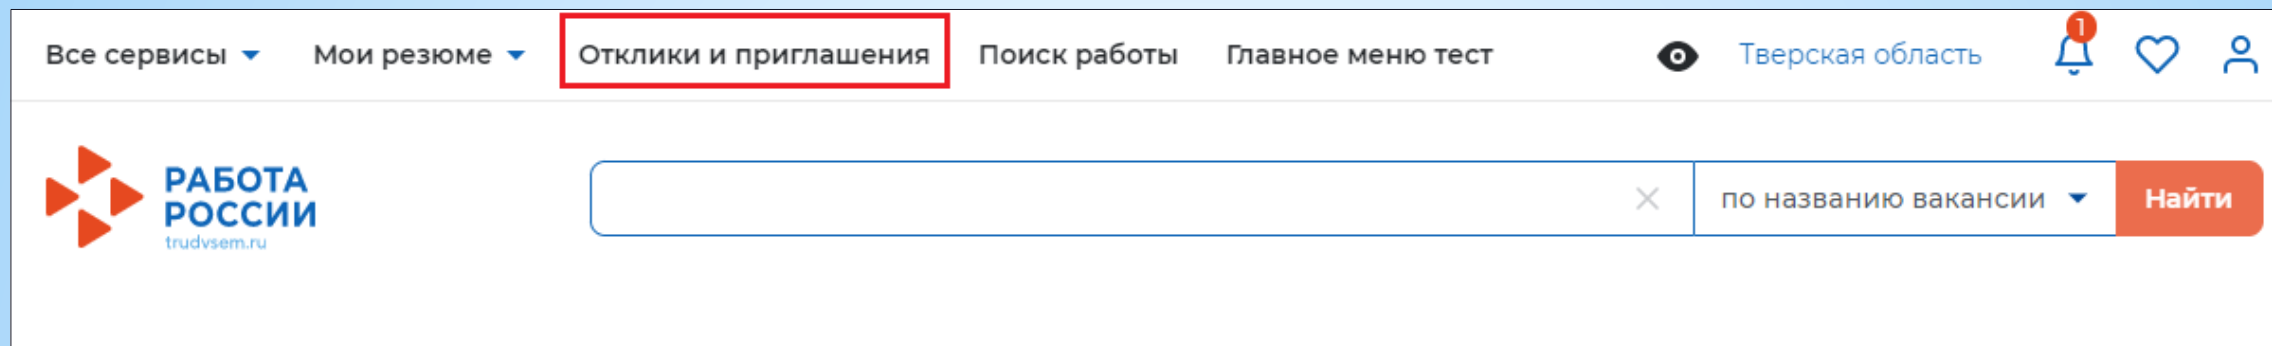 Все сервисы Мои резюме Отклики и приглашения Поиск работы Главное меню тест Тверская область 1
РАБОТА
РОССИИ
trudvsem.ru
по названию вакансии Найти